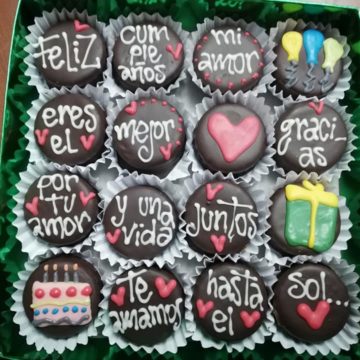 feliz
cum
ple
años
mi
amor
eres
el
mejor
graci
as
por
tu
amor
y una
vida
juntos
te
amamos
hasta
el
sol...